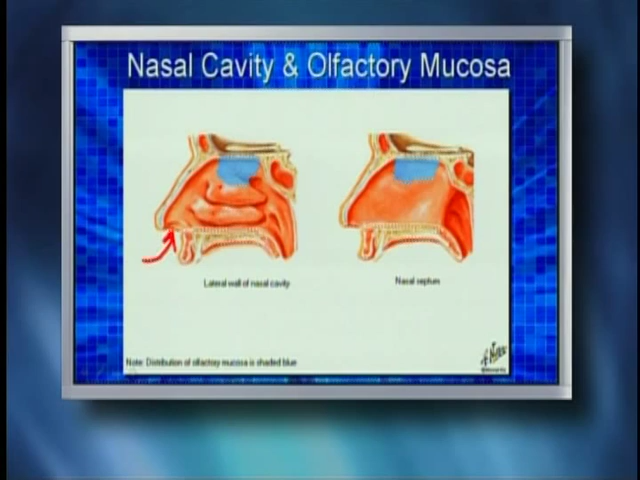 Nasal Cavity & Olfactory Mucosa
Lateral wall of nasal cavity
Nasal septum
Note: Distribution of olfactory mucosa is shaded blue